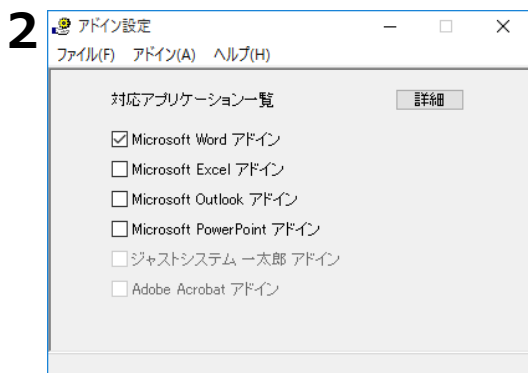 2
アドイン設定
ファイル(F) アドイン(A) ヘルプ(H)
対応アプリケーション一覧 詳細
Microsoft Word アドイン
Microsoft Excel アドイン
Microsoft Outlook アドイン
Microsoft PowerPoint アドイン
ジャストシステム 一太郎 アドイン
Adobe Acrobat アドイン